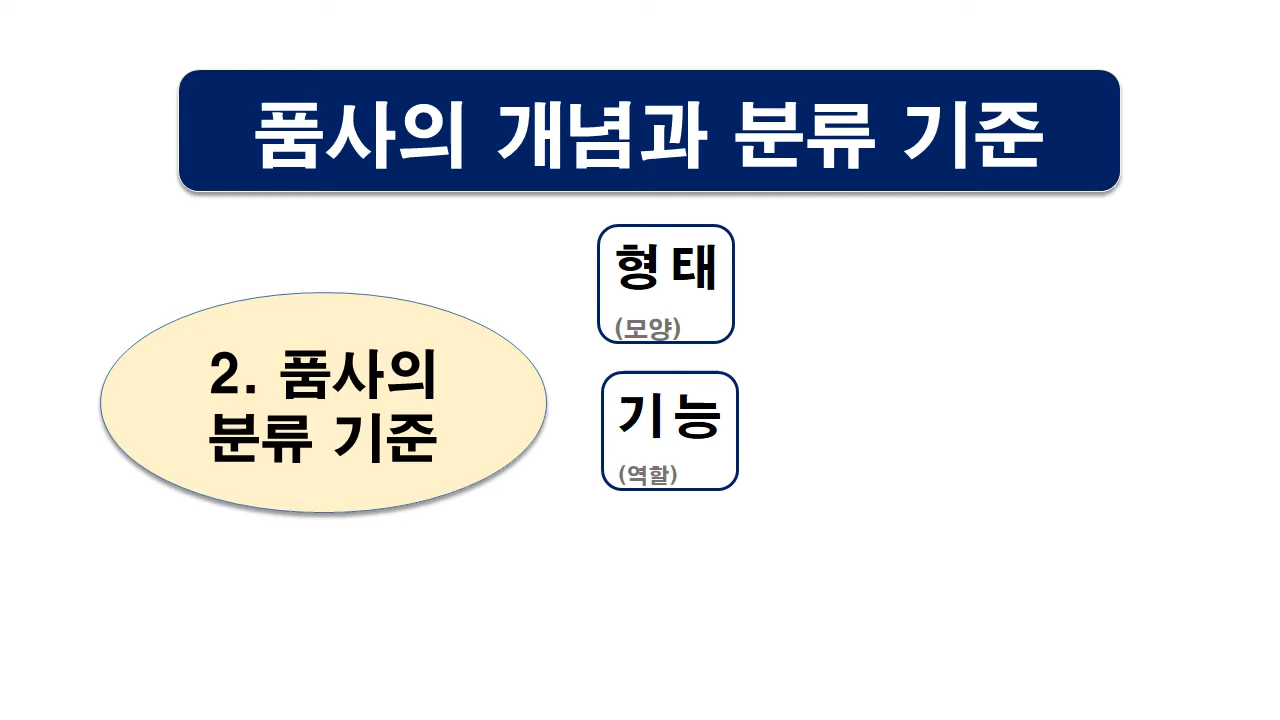 품사의 개념과 분류 기준
2. 품사의
분류 기준
형태
(모양)
기능
(역할)